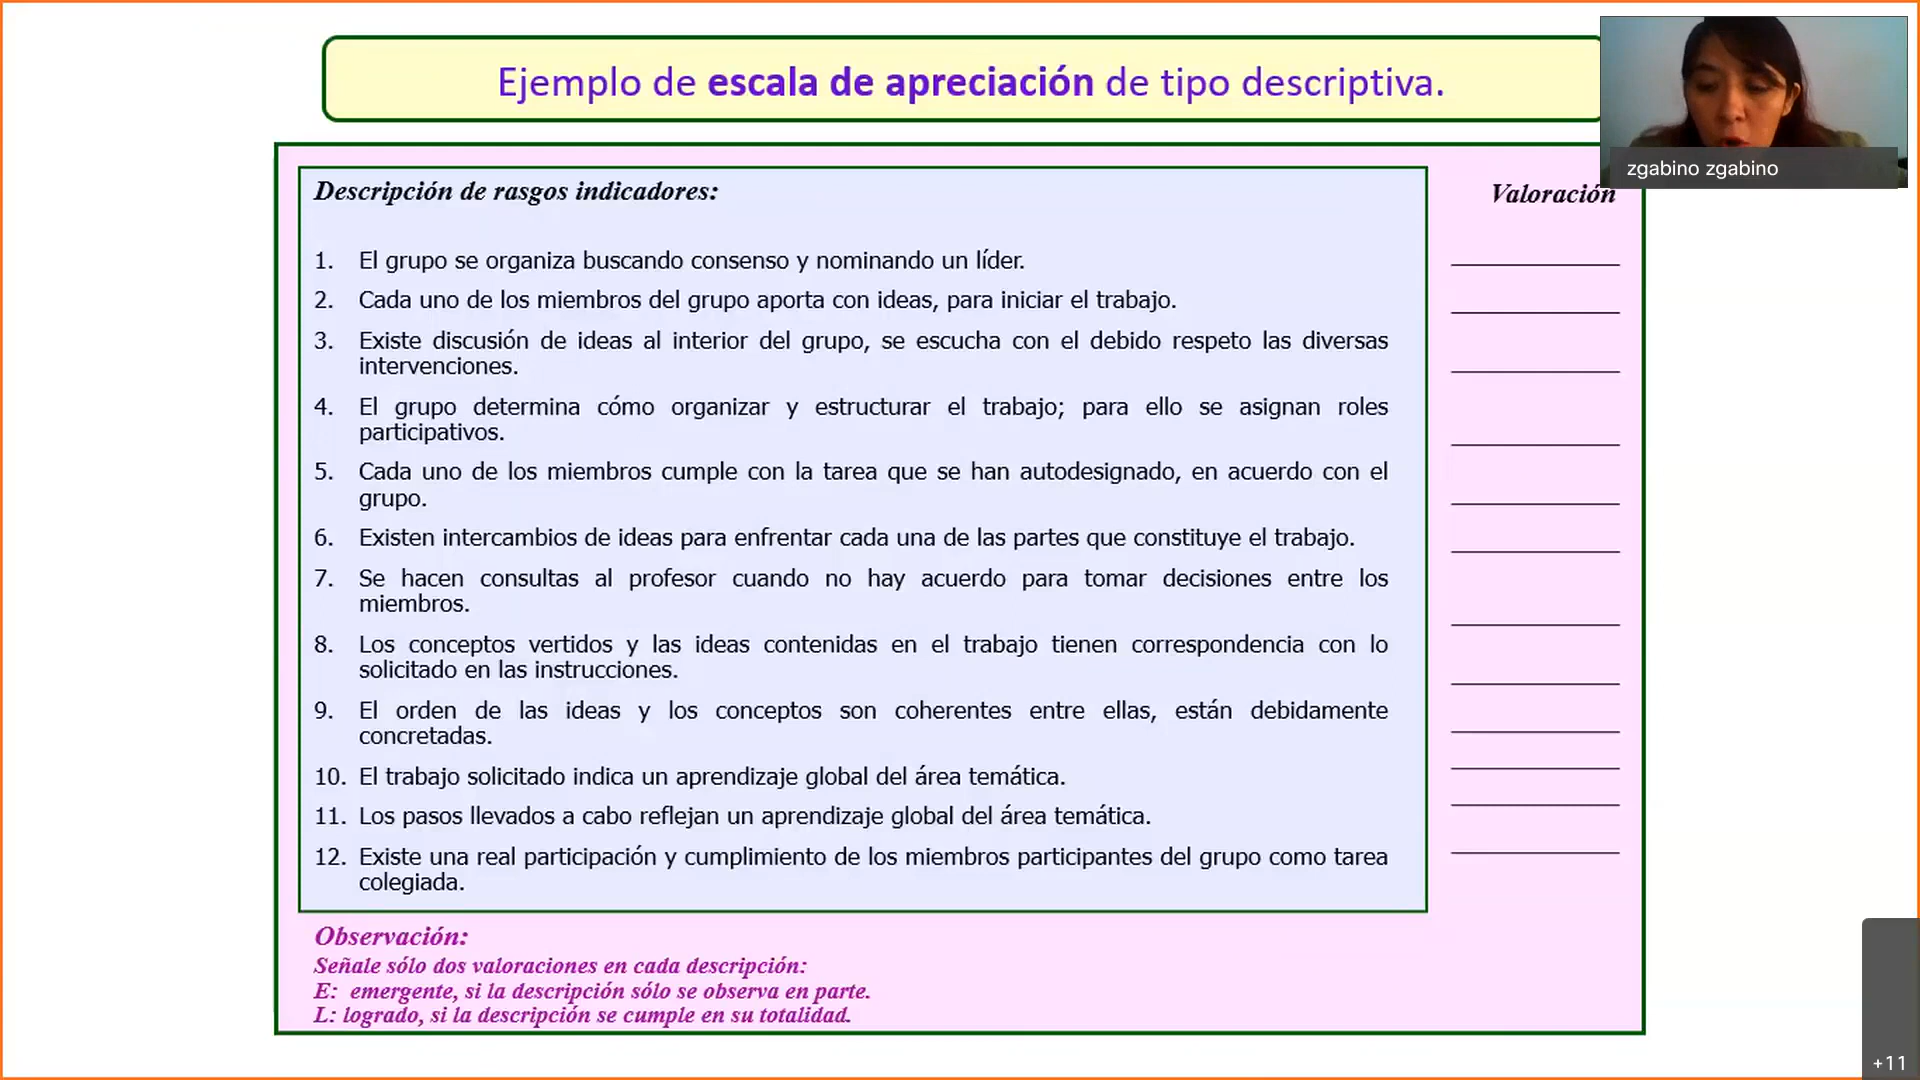 Ejemplo de escala de apreciación de tipo descriptiva.
zgabino zgabino
Descripción de rasgos indicadores:
Valoración
1. El grupo se organiza buscando consenso y nominando un líder.
2. Cada uno de los miembros del grupo aporta con ideas, para iniciar el trabajo.
3. Existe discusión de ideas al interior del grupo, se escucha con el debido respeto las diversas
intervenciones.
4. El grupo determina cómo organizar y estructurar el trabajo; para ello se asignan roles
participativos.
5. Cada uno de los miembros cumple con la tarea que se han autodesignado, en acuerdo con el
grupo.
6. Existen intercambios de ideas para enfrentar cada una de las partes que constituye el trabajo.
7. Se hacen consultas al profesor cuando no hay acuerdo para tomar decisiones entre los
miembros.
8. Los conceptos vertidos y las ideas contenidas en el trabajo tienen correspondencia con lo
solicitado en las instrucciones.
9. El orden de las ideas y los conceptos son coherentes entre ellas, están debidamente
concretadas.
10. El trabajo solicitado indica un aprendizaje global del área temática.
11. Los pasos llevados a cabo reflejan un aprendizaje global del área temática.
12. Existe una real participación y cumplimiento de los miembros participantes del grupo como tarea
colegiada.
Observación:
Señale sólo dos valoraciones en cada descripción:
E: emergente, si la descripción sólo se observa en parte.
L: logrado, si la descripción se cumple en su totalidad.
+11